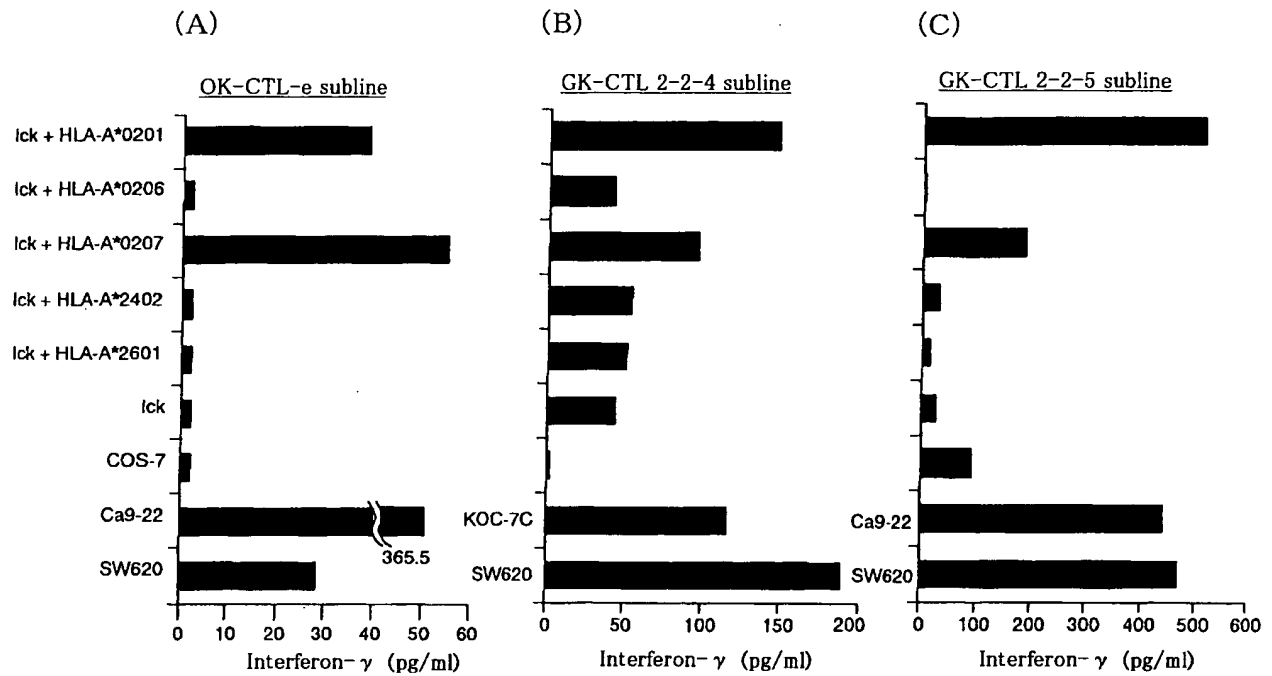 (A)
(B)
(C)
OK-CTL-e subline
GK-CTL 2-2-4 subline
GK-CTL 2-2-5 subline
lck + HLA-A*0201
lck + HLA-A*0206
lck + HLA-A*0207
lck + HLA-A*2402
lck + HLA-A*2601
lck
COS-7
Ca9-22
SW620
365.5
KOC-7C
SW620
Ca9-22
SW620
0 10 20 30 40 50 60
0 50 100 150 200
0 100 200 300 400 500 600
Interferon- γ (pg/ml)
Interferon- γ (pg/ml)
Interferon- γ (pg/ml)